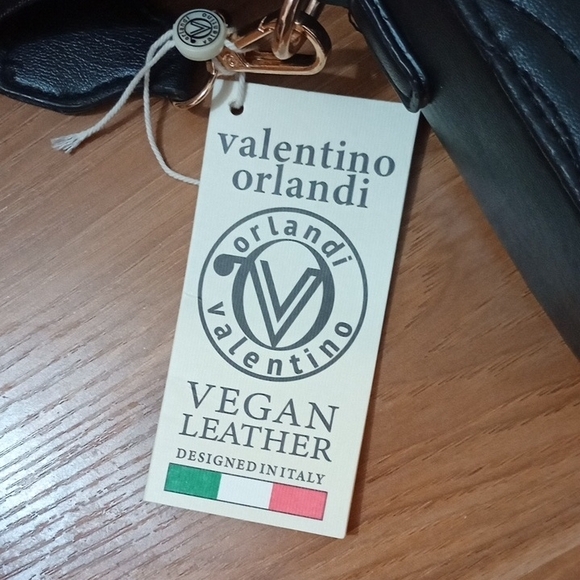 valentino
orlandi
orlandi
valentino
VEGAN
LEATHER
DESIGNED IN ITALY